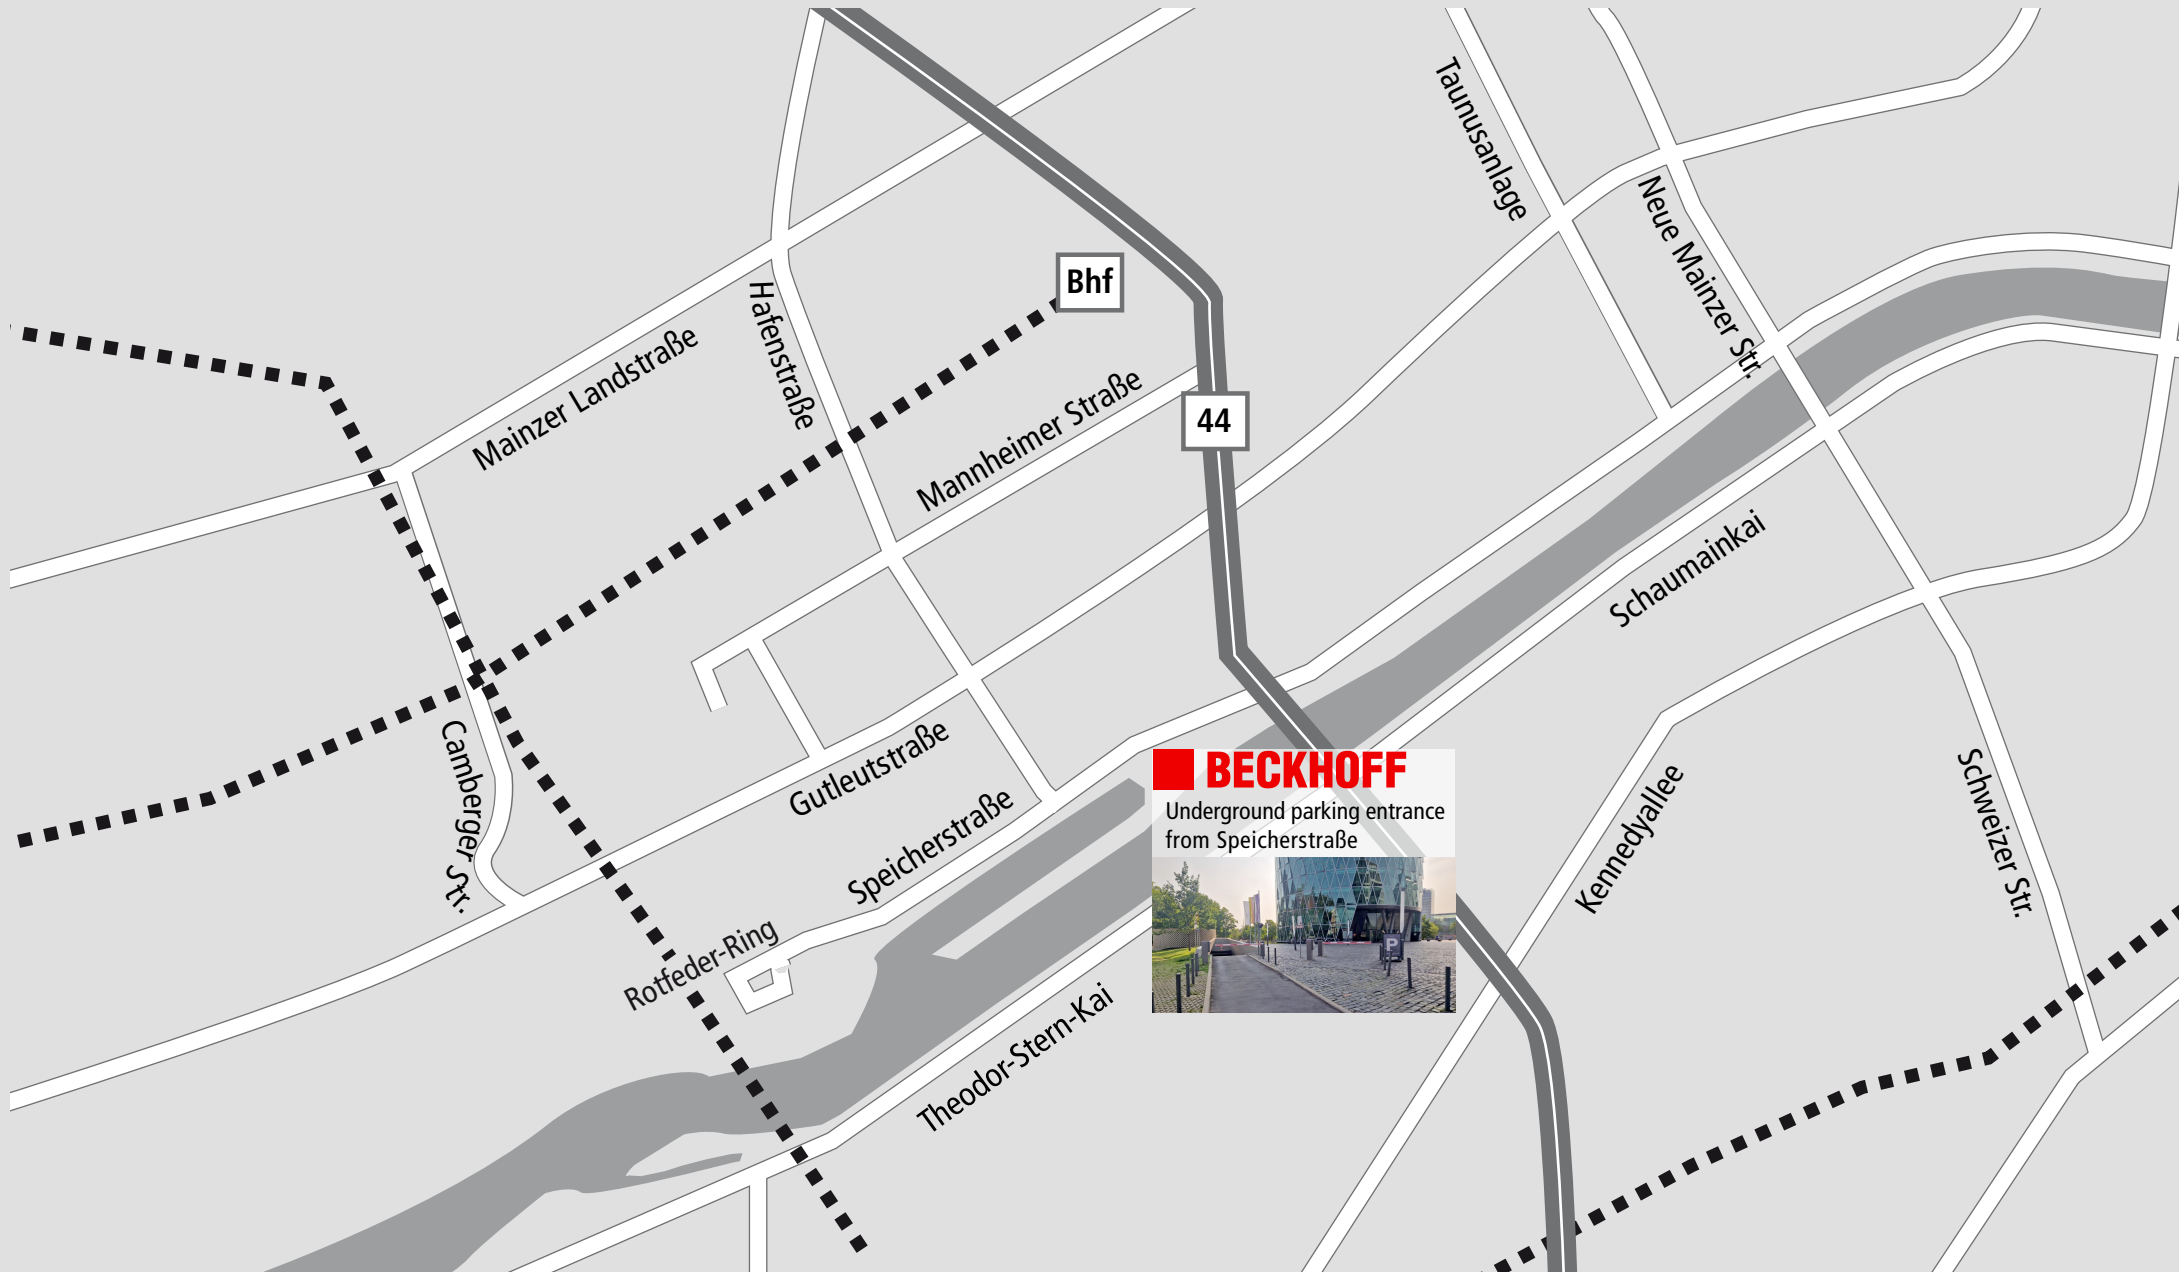 Taunusanlage
Neue Mainzer Str.
Bhf
Hafenstraße
Mainzer Landstraße
Mannheimer Straße
44
Schaumainkai
Camberger Str.
Gutleutstraße
Speicherstraße
BECKHOFF
Underground parking entrance
from Speicherstraße
Kennedyallee
Schweizer Str.
Rotfeder-Ring
P
Theodor-Stern-Kai